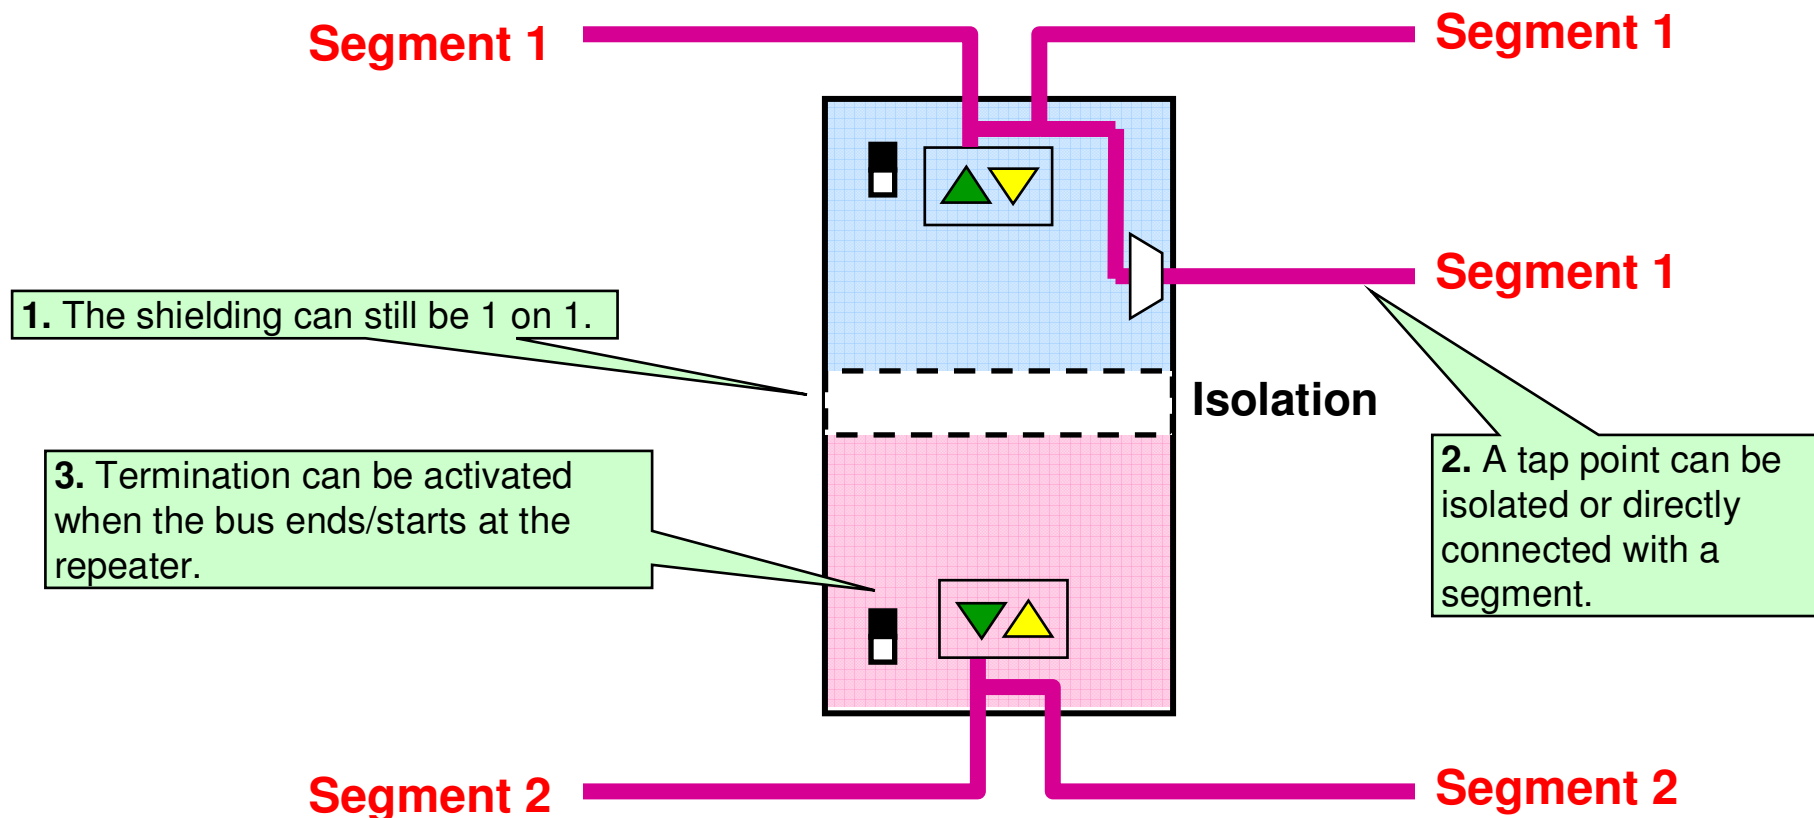 Segment 1
Segment 1
Segment 1
1. The shielding can still be 1 on 1.
Isolation
2. A tap point can be
isolated or directly
connected with a
segment.
3. Termination can be activated
when the bus ends/starts at the
repeater.
Segment 2
Segment 2